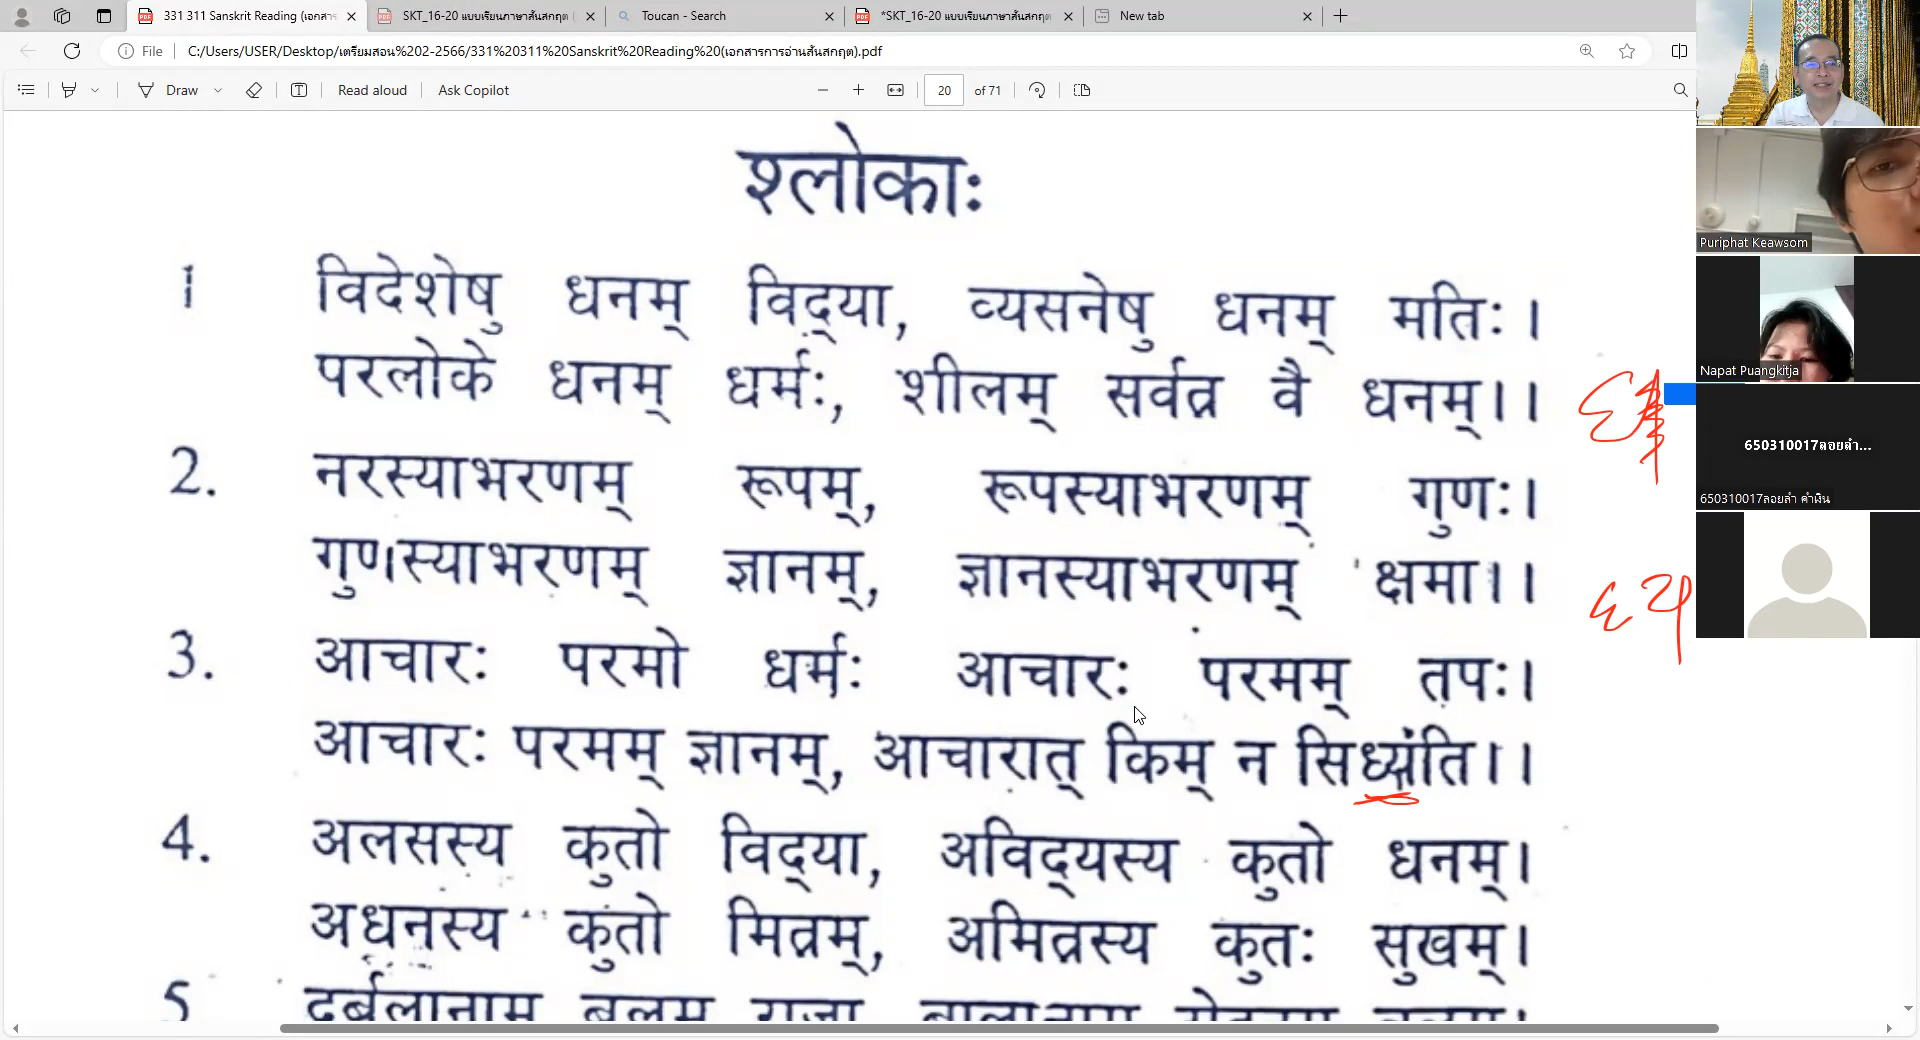 331 311 Sanskrit Reading (เอกสาร
SKT_16-20 แบบเรียนภาษาสันสกฤต
Toucan - Search
*SKT_16-20 แบบเรียนภาษาสันสกฤต
New tab
File C:/Users/USER/Desktop/เตรียมสอน%202-2566/331%20311%20Sanskrit%20Reading%20(เอกสารการอ่านสันสกฤต).pdf
Draw Read aloud Ask Copilot 20 of 71
श्लोकाः
1 विदेशेषु धनम् विद्या, व्यसनेषु धनम् मतिः।
परलोके धनम् धर्मः, शीलम् सर्वत्र वै धनम्।।
2. नरस्याभरणम् रूपम्, रूपस्याभरणम् गुणः।
गुणस्याभरणम् ज्ञानम्, ज्ञानस्याभरणम् क्षमा।।
3. आचारः परमो धर्मः आचारः परमम् तपः।
आचारः परमम् ज्ञानम्, आचारात् किम् न सिध्यंति।।
4. अलसस्य कुतो विद्या, अविद्यस्य कुतो धनम्।
अधनस्य कुतो मित्रम्, अमित्रस्य कुतः सुखम्।
5 दुर्बलानाम् बलम् राजा
Puriphat Keawsom
Napat Puangkitja
650310017ลอยลำ...
650310017ลอยลำ คำฝัน